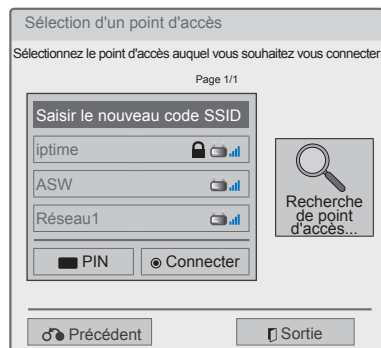 Sélection d'un point d'accès
Sélectionnez le point d'accès auquel vous souhaitez vous connecter
Page 1/1
Saisir le nouveau code SSID
iptime
ASW
Réseau1
PIN
Connecter
Recherche
de point
d'accès...
Précédent
Sortie